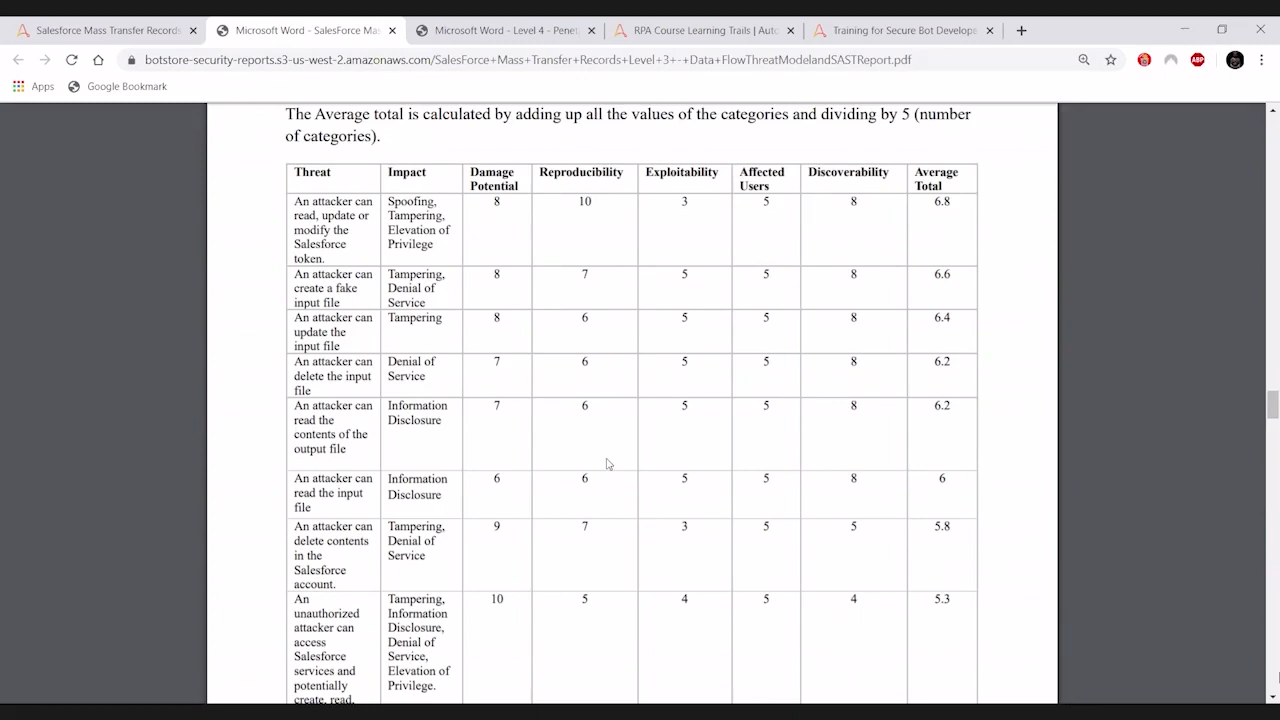 Salesforce Mass Transfer Records
Microsoft Word - SalesForce Mas
Microsoft Word - Level 4 - Penet
RPA Course Learning Trails | Auto
Training for Secure Bot Develope
botstore-security-reports.s3-us-west-2.amazonaws.com/SalesForce+Mass+Transfer+Records+Level+3+-+Data+FlowThreatModelandSASTReport.pdf
ABP
Apps
Google Bookmark
The Average total is calculated by adding up all the values of the categories and dividing by 5 (number
of categories).
Threat Impact Damage Reproducibility Exploitability Affected Discoverability Average
Potential Users Total
An attacker can Spoofing, 8 10 3 5 8 6.8
read, update or Tampering,
modify the Elevation of
Salesforce Privilege
token.
An attacker can Tampering, 8 7 5 5 8 6.6
create a fake Denial of
input file Service
An attacker can Tampering 8 6 5 5 8 6.4
update the
input file
An attacker can Denial of 7 6 5 5 8 6.2
delete the input Service
file
An attacker can Information 7 6 5 5 8 6.2
read the Disclosure
contents of the
output file
An attacker can Information 6 6 5 5 8 6
read the input Disclosure
file
An attacker can Tampering, 9 7 3 5 5 5.8
delete contents Denial of
in the Service
Salesforce
account.
An Tampering, 10 5 4 5 4 5.3
unauthorized Information
attacker can Disclosure,
access Denial of
Salesforce Service,
services and Elevation of
potentially Privilege.
create, read,